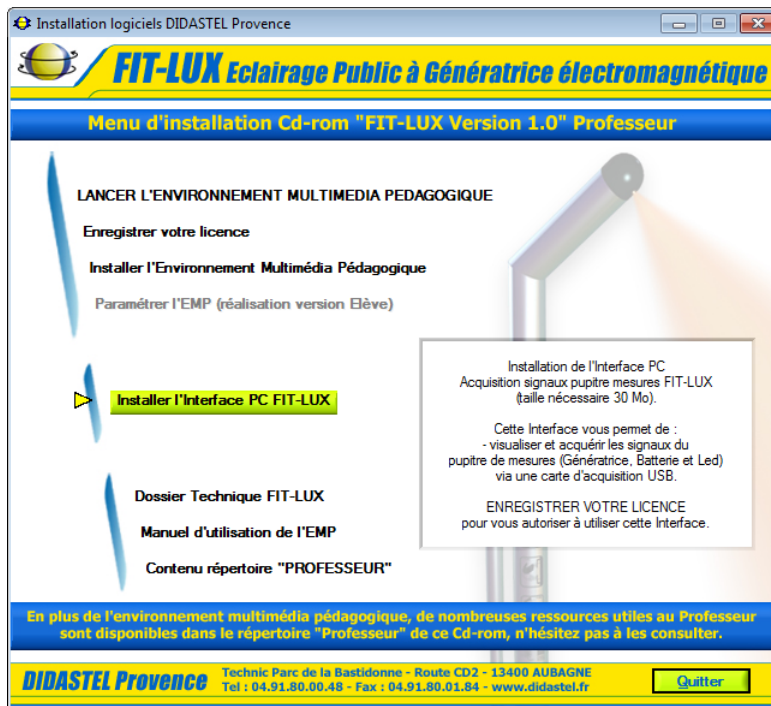 Installation logiciels DIDASTEL Provence
FIT-LUX Eclairage Public à Génératrice électromagnétique
Menu d'installation Cd-rom "FIT-LUX Version 1.0" Professeur
LANCER L'ENVIRONNEMENT MULTIMEDIA PEDAGOGIQUE
Enregistrer votre licence
Installer l'Environnement Multimédia Pédagogique
Paramétrer l'EMP (réalisation version Elève)
Installer l'Interface PC FIT-LUX
Installation de l'Interface PC
Acquisition signaux pupitre mesures FIT-LUX
(taille nécessaire 30 Mo).
Cette Interface vous permet de :
- visualiser et acquérir les signaux du
pupitre de mesures (Génératrice, Batterie et Led)
via une carte d'acquisition USB.
ENREGISTRER VOTRE LICENCE
pour vous autoriser à utiliser cette Interface.
Dossier Technique FIT-LUX
Manuel d'utilisation de l'EMP
Contenu répertoire "PROFESSEUR"
En plus de l'environnement multimédia pédagogique, de nombreuses ressources utiles au Professeur
sont disponibles dans le répertoire "Professeur" de ce Cd-rom, n'hésitez pas à les consulter.
DIDASTEL Provence
Technic Parc de la Bastidonne - Route CD2 - 13400 AUBAGNE
Tel : 04.91.80.00.48 - Fax : 04.91.80.01.84 - www.didastel.fr
Quitter